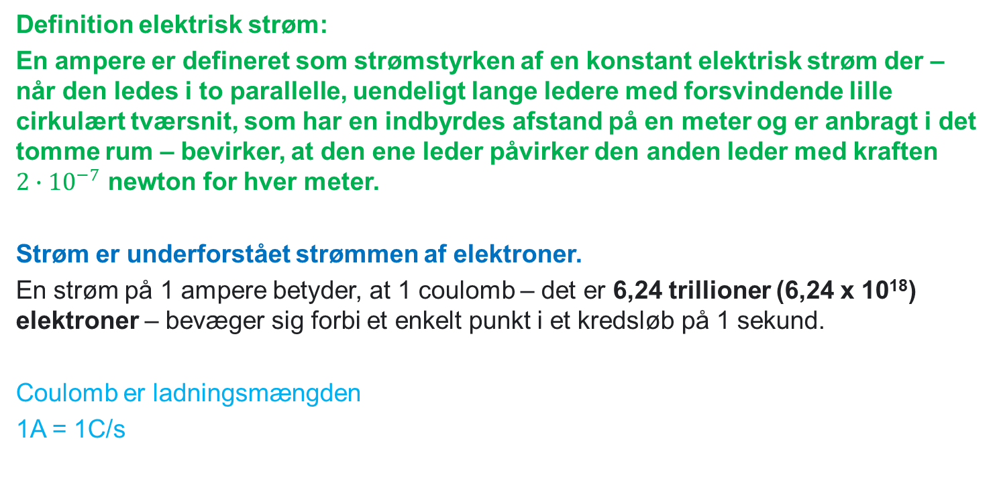 Definition elektrisk strøm:
En ampere er defineret som strømstyrken af en konstant elektrisk strøm der –
når den ledes i to parallelle, uendeligt lange ledere med forsvindende lille
cirkulært tværsnit, som har en indbyrdes afstand på en meter og er anbragt i det
tomme rum – bevirker, at den ene leder påvirker den anden leder med kraften
2 · 10⁻⁷ newton for hver meter.
Strøm er underforstået strømmen af elektroner.
En strøm på 1 ampere betyder, at 1 coulomb – det er 6,24 trillioner (6,24 x 10¹⁸)
elektroner – bevæger sig forbi et enkelt punkt i et kredsløb på 1 sekund.
Coulomb er ladningsmængden
1A = 1C/s